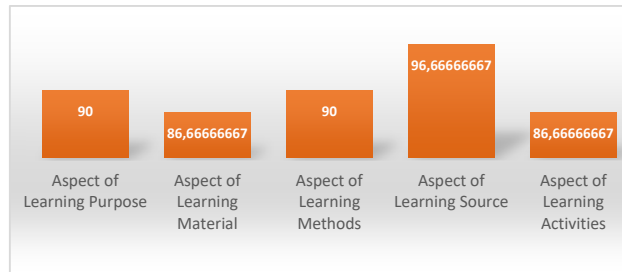 90
86,66666667
90
96,66666667
86,66666667
Aspect of
Learning Purpose
Aspect of
Learning
Material
Aspect of
Learning
Methods
Aspect of
Learning Source
Aspect of
Learning
Activities